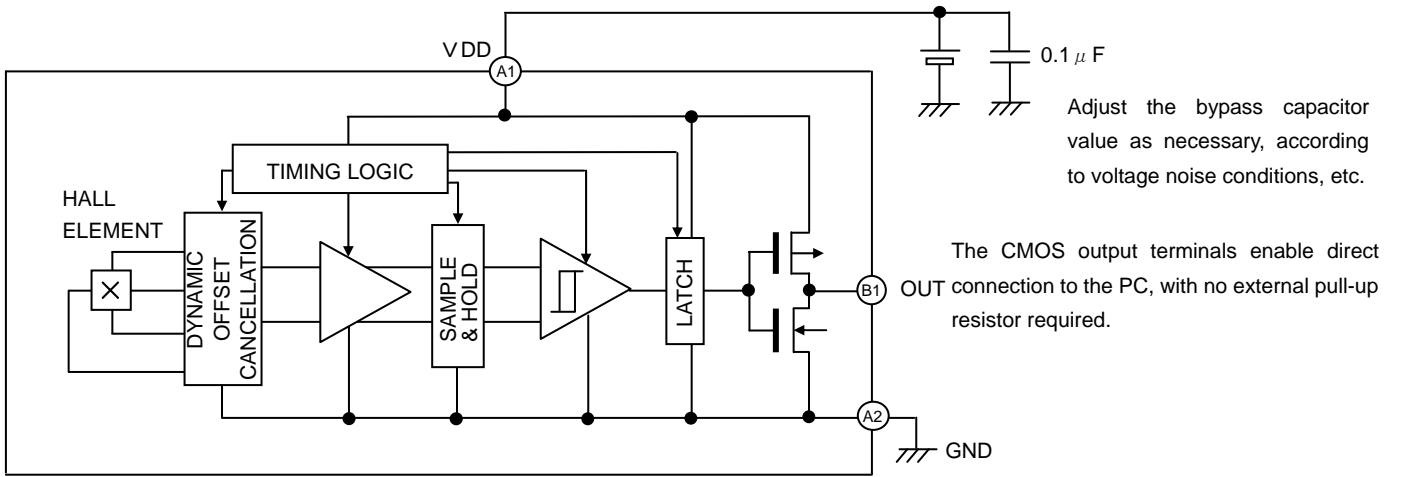 VDD
A1
0.1 μ F
Adjust the bypass capacitor
value as necessary, according
to voltage noise conditions, etc.
TIMING LOGIC
HALL
ELEMENT
DYNAMIC
OFFSET
CANCELLATION
SAMPLE
& HOLD
LATCH
The CMOS output terminals enable direct
B1
OUT
connection to the PC, with no external pull-up
resistor required.
A2
GND